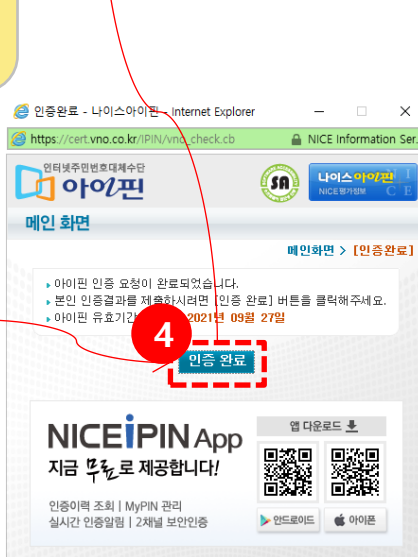 인증완료 - 나이스아이핀 - Internet Explorer
https://cert.vno.co.kr/IPIN/vno_check.cb NICE Information Ser
인터넷주민번호대체수단
아이핀
SA
나이스아이핀
NICE평가정보
메인 화면
메인화면 > [인증완료]
아이핀 인증 요청이 완료되었습니다.
본인 인증결과를 제출하시려면 [인증 완료] 버튼을 클릭해주세요.
아이핀 유효기간 2021년 09월 27일
4
인증 완료
NICEiPIN App
지금 무료로 제공합니다!
인증이력 조회 | MyPIN 관리
실시간 인증알림 | 2채널 보안인증
앱 다운로드
안드로이드
아이폰